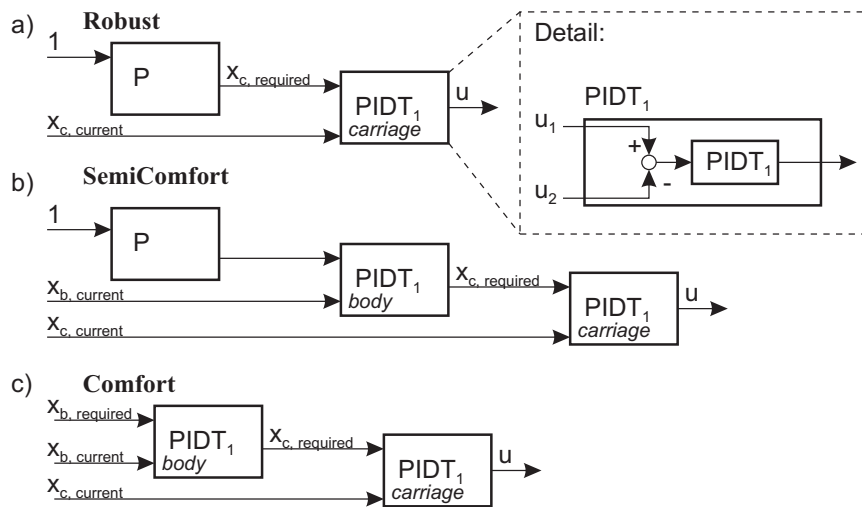 a) Robust
1
P
x_c, required
x_c, current
PIDT₁
carriage
u
Detail:
PIDT₁
u₁
+
PIDT₁
-
u₂
b) SemiComfort
1
P
x_b, current
PIDT₁
body
x_c, required
x_c, current
PIDT₁
carriage
u
c) Comfort
x_b, required
x_b, current
PIDT₁
body
x_c, required
x_c, current
PIDT₁
carriage
u